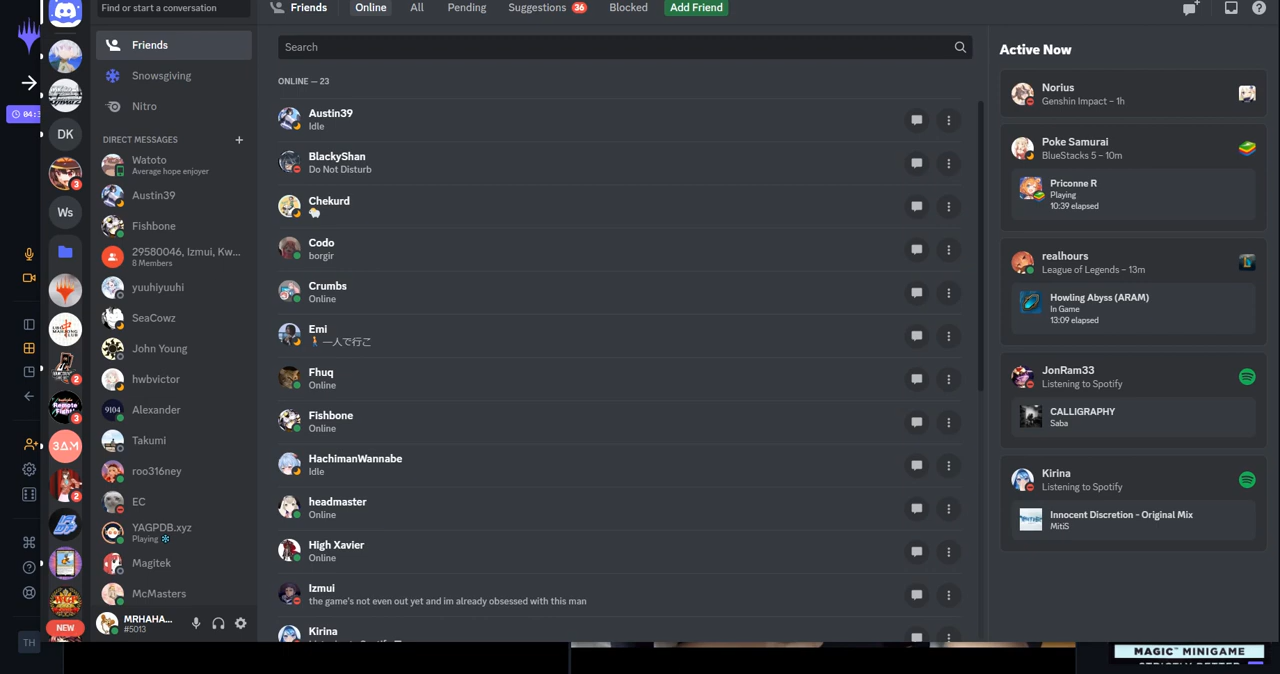 Find or start a conversation
Friends
Online
All
Pending
Suggestions 36
Blocked
Add Friend
Friends
Snowsgiving
Nitro
DIRECT MESSAGES
Watoto
Average hope enjoyer
Austin39
Fishbone
29580046, Izmui, Kw...
8 Members
yuuhiyuuhi
SeaCowz
John Young
hwbvictor
Alexander
Takumi
roo316ney
EC
YAGPDB.xyz
Playing
Magitek
McMasters
MRHAHA...
#5013
DK
3
Ws
2
3
3AM
2
NEW
TH
9104
Search
ONLINE — 23
Austin39
Idle
BlackyShan
Do Not Disturb
Chekurd
Codo
borgir
Crumbs
Online
Emi
一人で行こ
Fhuq
Online
Fishbone
Online
HachimanWannabe
Idle
headmaster
Online
High Xavier
Online
Izmui
the game's not even out yet and im already obsessed with this man
Kirina
Active Now
Norius
Genshin Impact – 1h
Poke Samurai
BlueStacks 5 – 10m
Priconne R
Playing
10:39 elapsed
realhours
League of Legends – 13m
Howling Abyss (ARAM)
In Game
13:09 elapsed
JonRam33
Listening to Spotify
CALLIGRAPHY
Saba
Kirina
Listening to Spotify
Innocent Discretion - Original Mix
MitiS
MAGIC™ MINIGAME